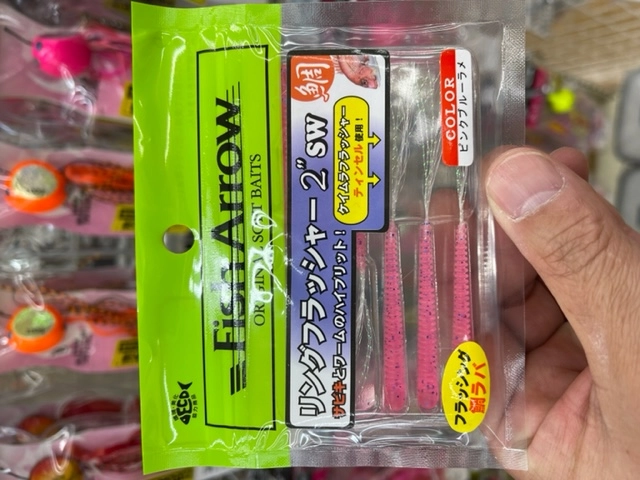 Fish Arrow
ORIGINAL SOFT BAITS
鯛
リングフラッシャー 2" SW
サビキとワームのハイブリット!
ケイムラフラッシャー
ティンセル使用!
COLOR
ピンクブルーラメ
フラッシング
鯛ラバ